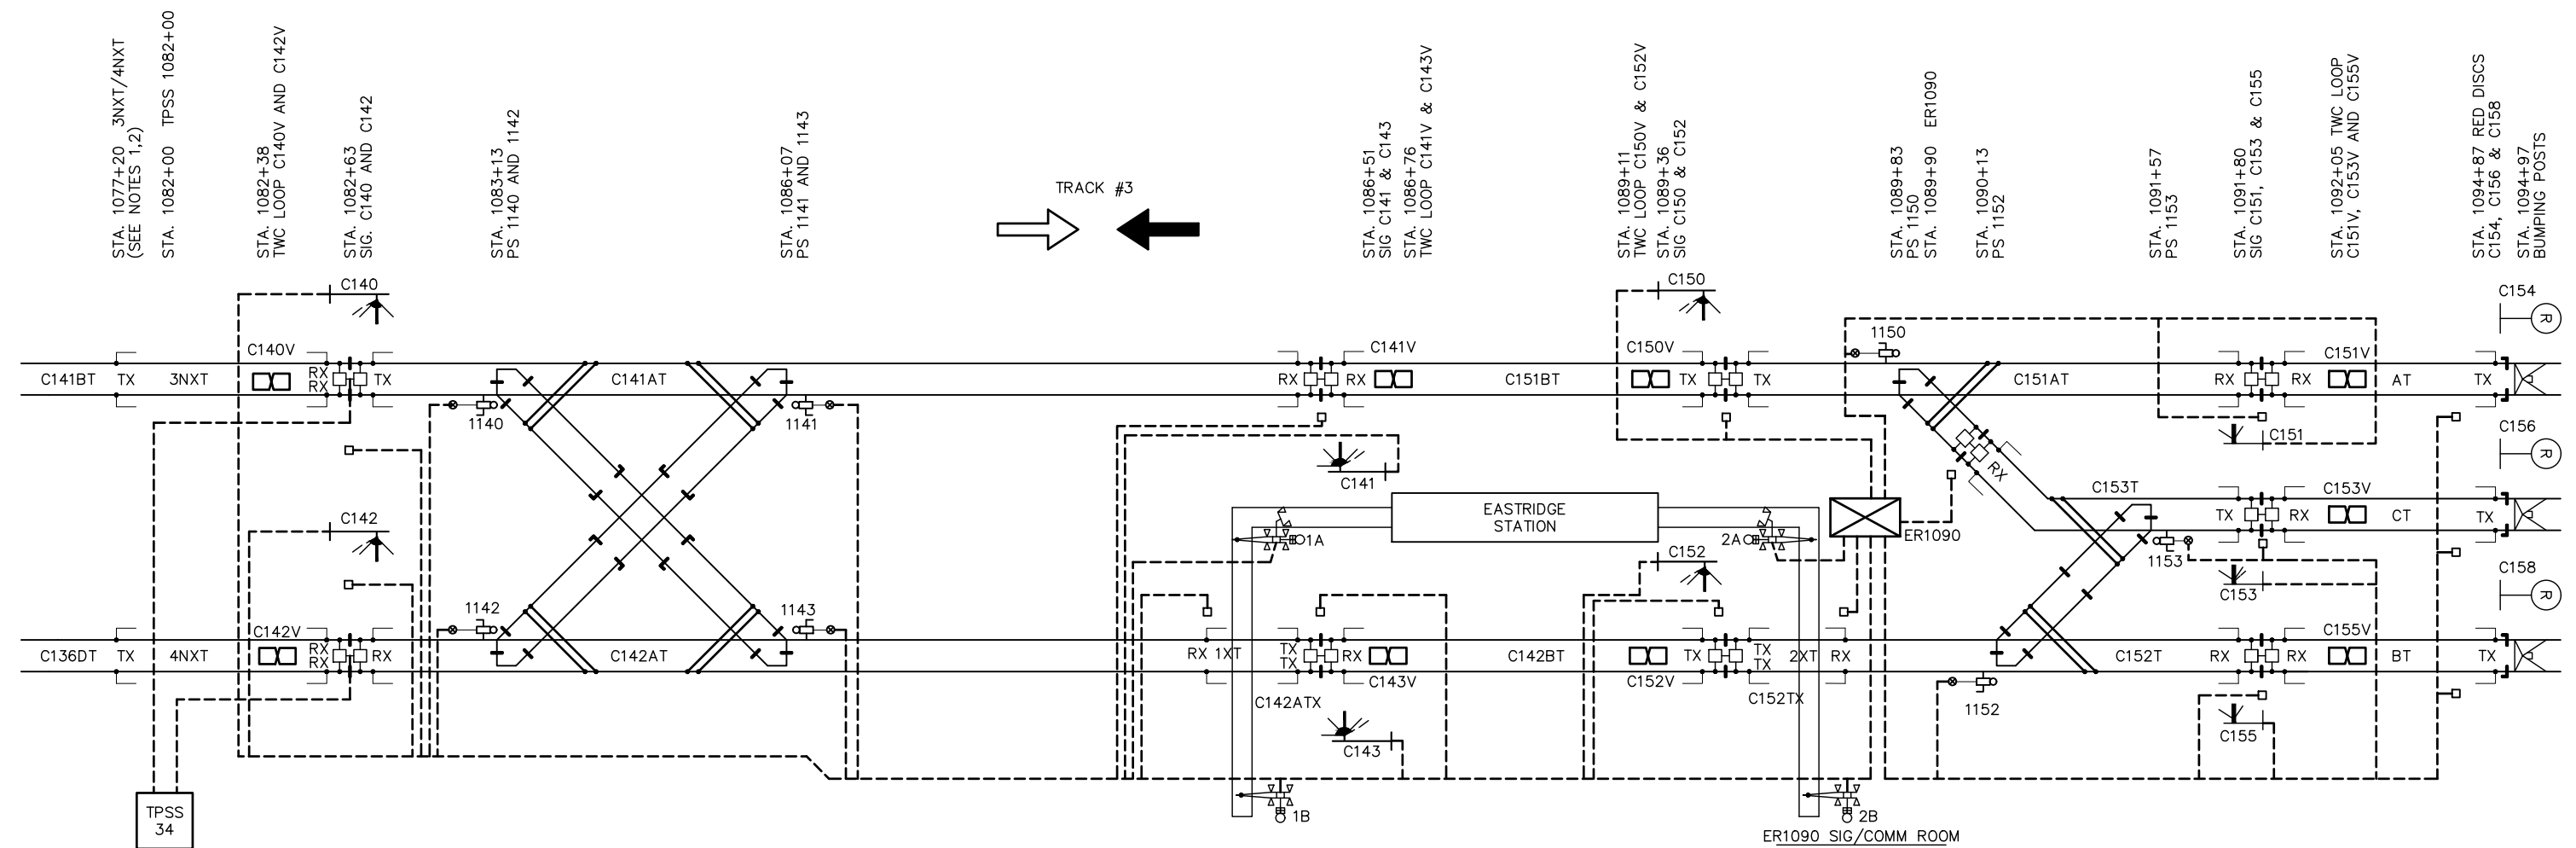 STA. 1077+20 3NXT/4NXT
(SEE NOTES 1,2)
STA. 1082+00 TPSS 1082+00
STA. 1082+38
TWC LOOP C140V AND C142V
STA. 1082+63
SIG. C140 AND C142
STA. 1083+13
PS 1140 AND 1142
STA. 1086+07
PS 1141 AND 1143
TRACK #3
STA. 1086+51
SIG C141 & C143
STA. 1086+76
TWC LOOP C141V & C143V
STA. 1089+11
TWC LOOP C150V & C152V
STA. 1089+36
SIG C150 & C152
STA. 1089+83
PS 1150
STA. 1089+90 ER1090
STA. 1090+13
PS 1152
STA. 1091+57
PS 1153
STA. 1091+80
SIG C151, C153 & C155
STA. 1092+05 TWC LOOP
C151V, C153V AND C155V
STA. 1094+87 RED DISCS
C154, C156 & C158
STA. 1094+97
BUMPING POSTS
C140
C150
C154
R
1150
C140V
C141V
C150V
C151V
C141BT TX 3NXT
RX
RX
TX
C141AT
RX
RX
C151BT
TX
TX
C151AT
RX
RX
AT
TX
1140
1141
C141
C151
C156
R
RX
C142
EASTRIDGE
STATION
1A
2A
ER1090
C153T
C153V
TX
RX
CT
TX
C152
1153
C153
C158
R
1142
1143
C142V
C155V
C136DT TX 4NXT
RX
RX
RX
C142AT
RX 1XT
TX
TX
RX
C142BT
TX
TX
TX
2XT RX
C152T
RX
RX
BT
TX
C143V
C152V
C142ATX
C152TX
1152
C143
C155
TPSS
34
1B
2B
ER1090 SIG/COMM ROOM